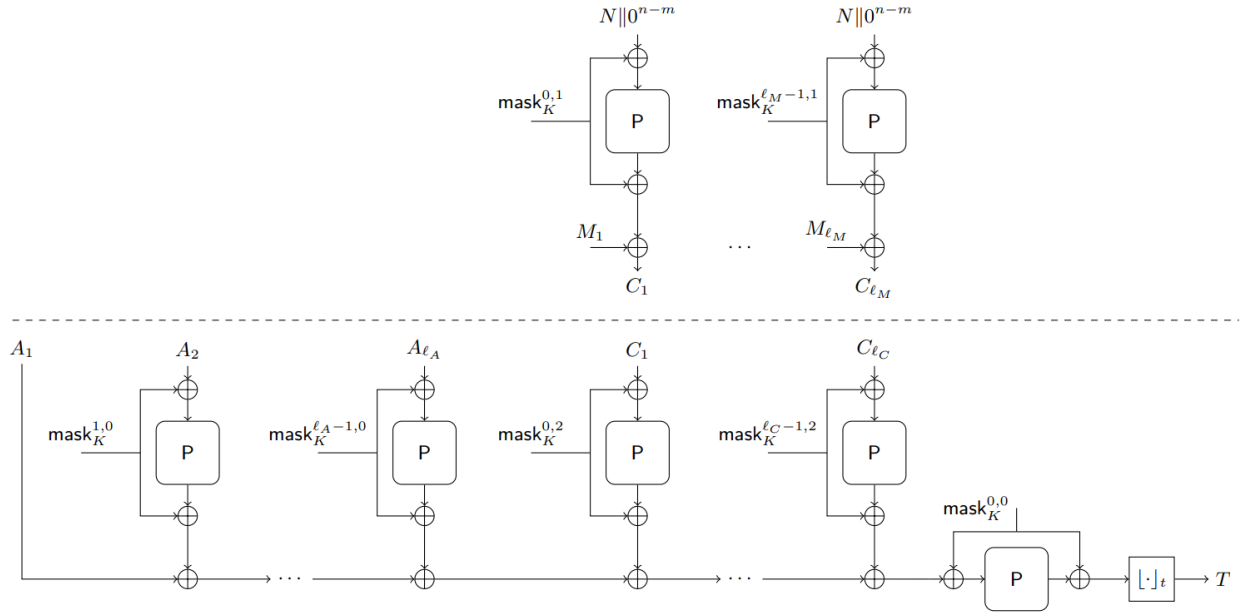 N‖0^{n−m} N‖0^{n−m}
mask_K^{0,1} P mask_K^{ℓ_M−1,1} P
M_1 ··· M_{ℓ_M}
C_1 C_{ℓ_M}
A_1 A_2 A_{ℓ_A} C_1 C_{ℓ_C}
mask_K^{1,0} P mask_K^{ℓ_A−1,0} P mask_K^{0,2} P mask_K^{ℓ_C−1,2} P
mask_K^{0,0}
··· ··· P ⌊·⌋_t T